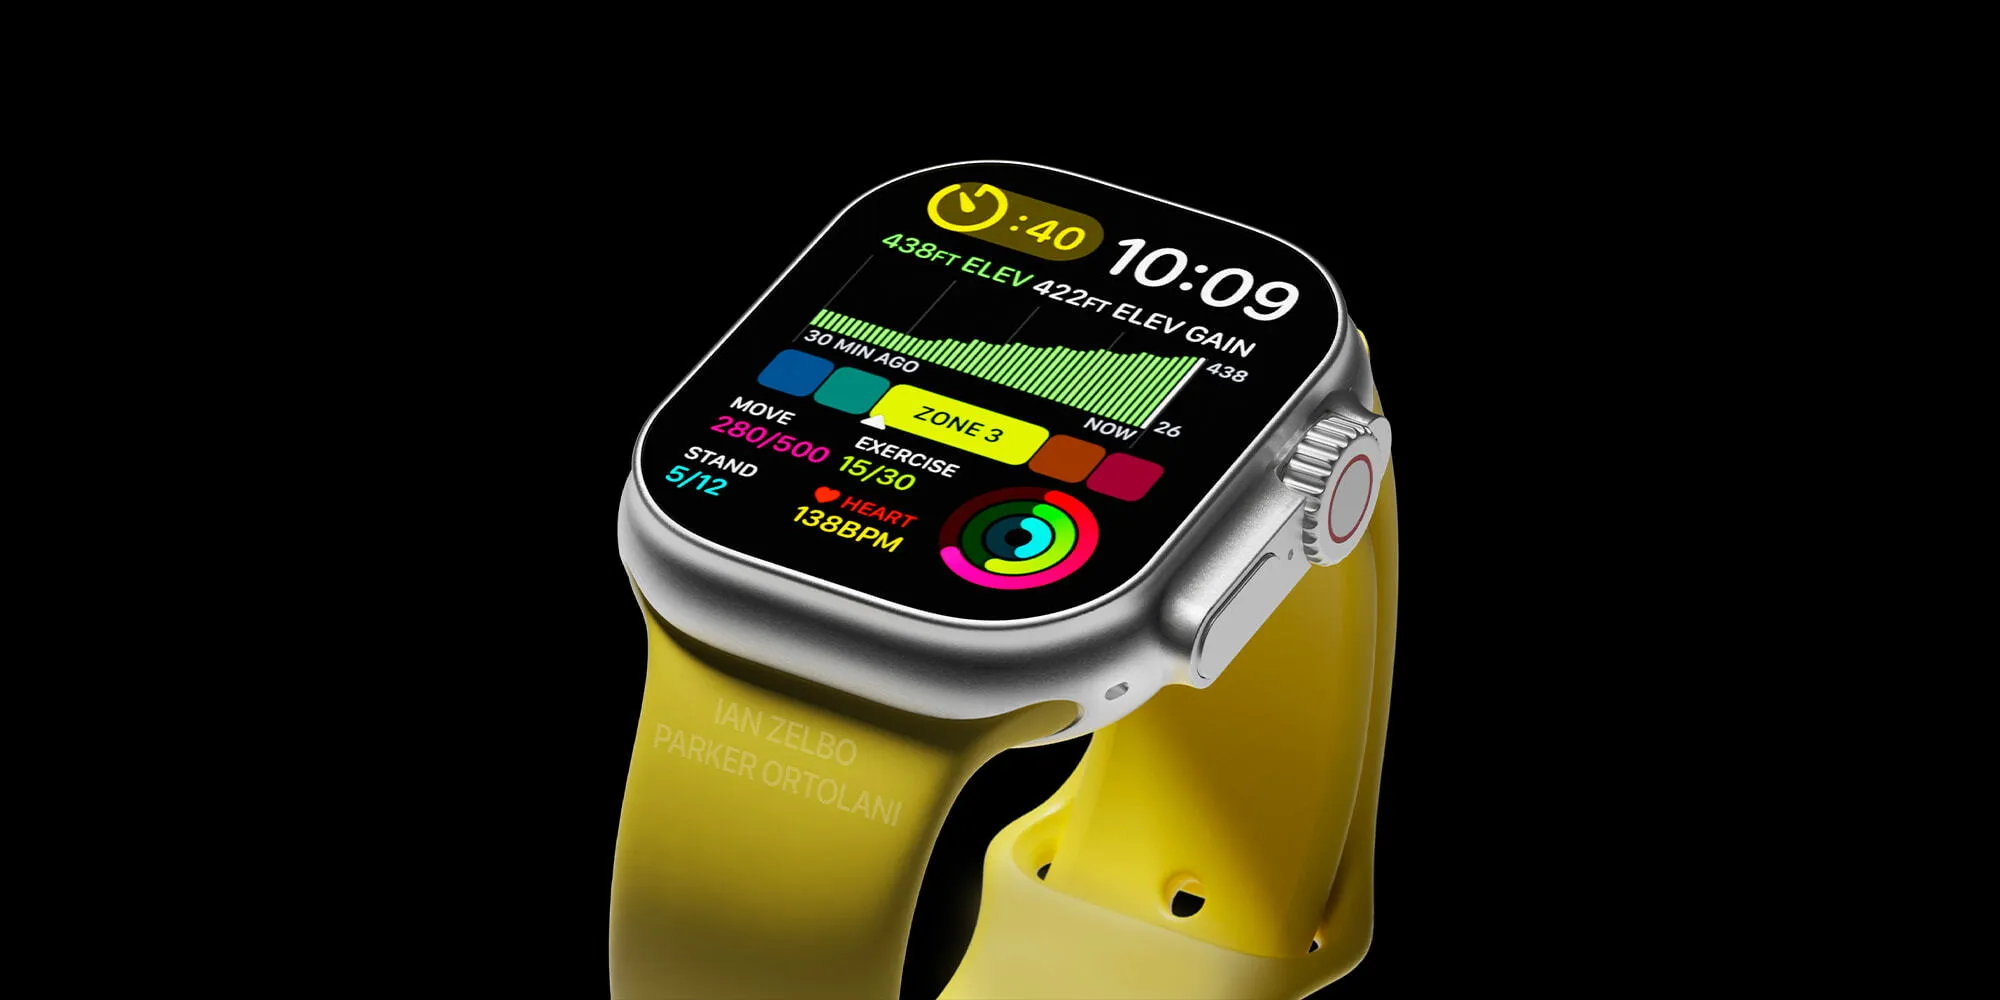 :40
10:09
438FT ELEV 422FT ELEV GAIN
438
30 MIN AGO
NOW
26
ZONE 3
MOVE
280/500
EXERCISE
15/30
STAND
5/12
HEART
138BPM
IAN ZELBO
PARKER ORTOLANI